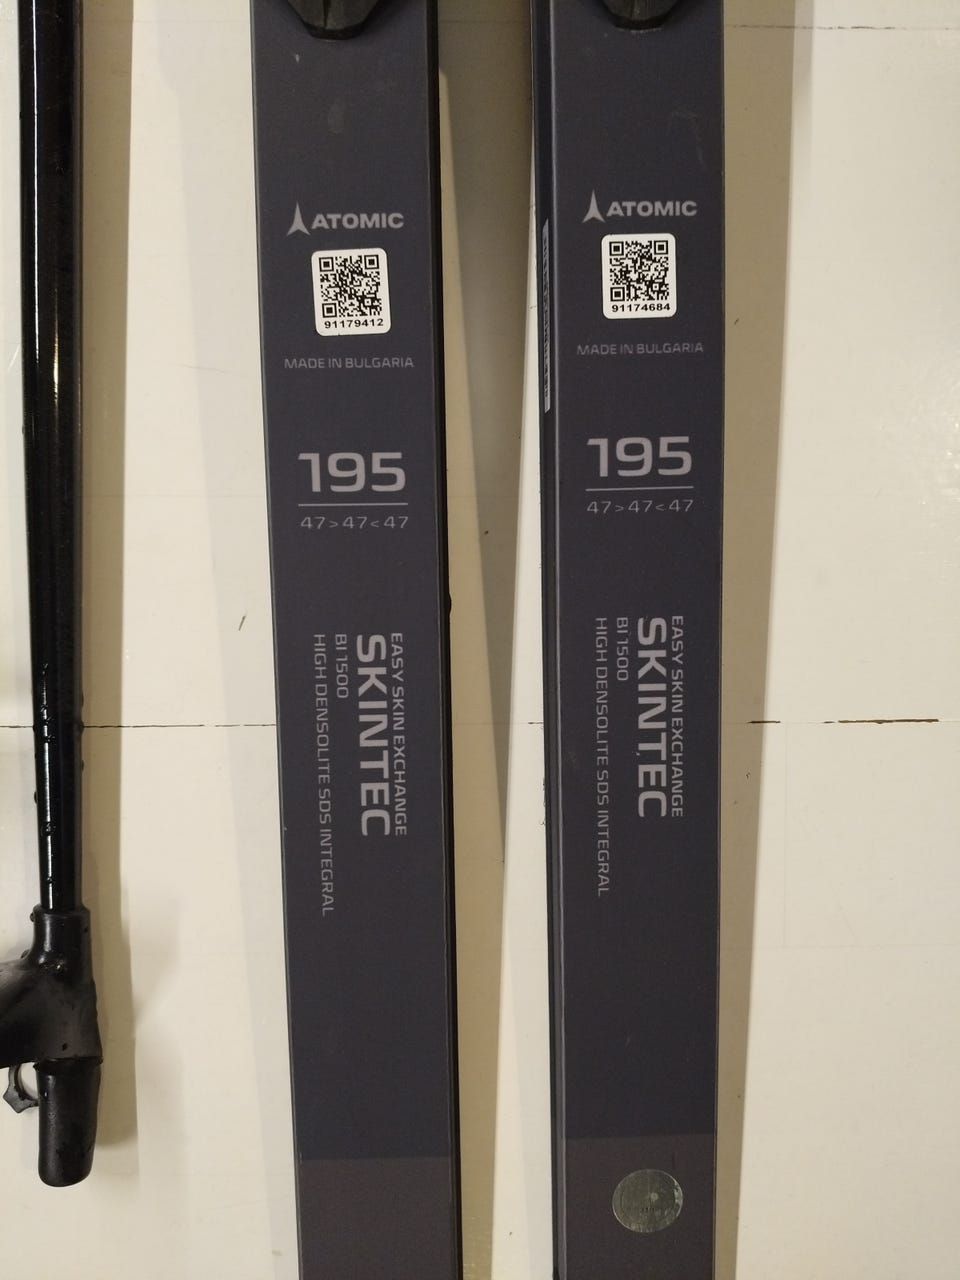 ATOMIC
91179412
MADE IN BULGARIA
195
47>47<47
EASY SKIN EXCHANGE
SKINTEC
BI 1500
HIGH DENSOLITE SDS INTEGRAL
ATOMIC
91174684
MADE IN BULGARIA
195
47>47<47
EASY SKIN EXCHANGE
SKINTEC
BI 1500
HIGH DENSOLITE SDS INTEGRAL